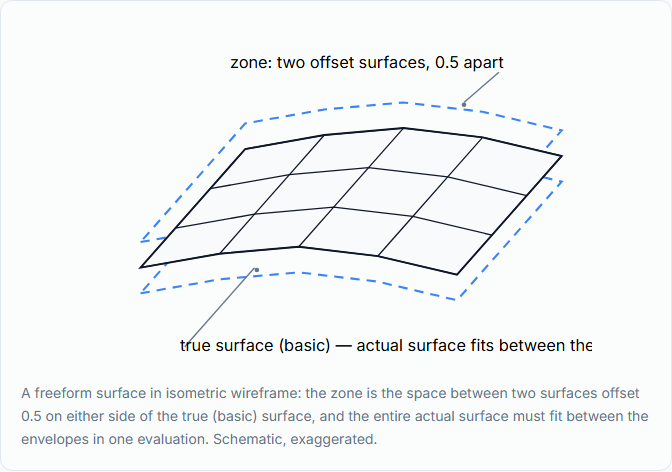 zone: two offset surfaces, 0.5 apart
true surface (basic) — actual surface fits between the
A freeform surface in isometric wireframe: the zone is the space between two surfaces offset
0.5 on either side of the true (basic) surface, and the entire actual surface must fit between the
envelopes in one evaluation. Schematic, exaggerated.